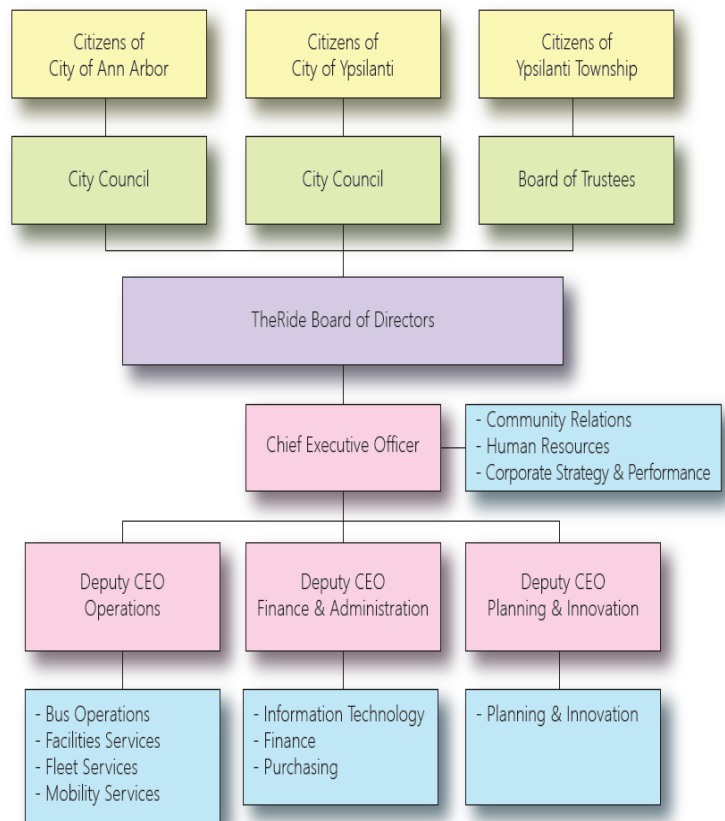 Citizens of
City of Ann Arbor
Citizens of
City of Ypsilanti
Citizens of
Ypsilanti Township
City Council
City Council
Board of Trustees
TheRide Board of Directors
Chief Executive Officer
- Community Relations
- Human Resources
- Corporate Strategy & Performance
Deputy CEO
Operations
Deputy CEO
Finance & Administration
Deputy CEO
Planning & Innovation
- Bus Operations
- Facilities Services
- Fleet Services
- Mobility Services
- Information Technology
- Finance
- Purchasing
- Planning & Innovation